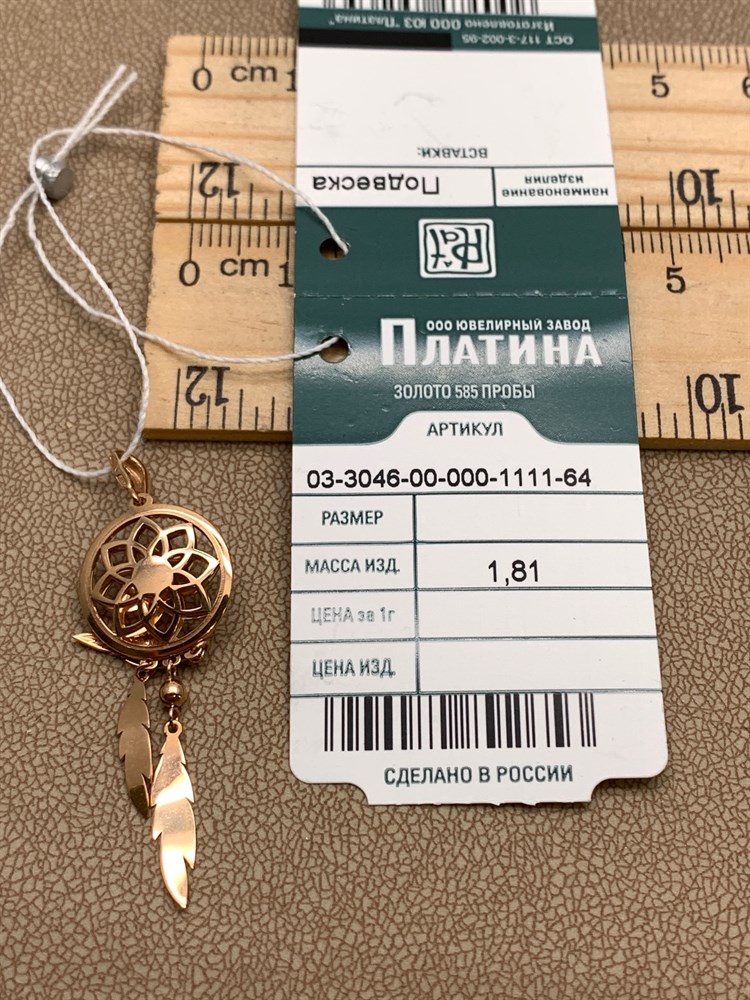 ОСТ 117-3-002-95
Изготовлено ООО ЮЗ "Платина"
ВСТАВКИ:
наименование
изделия
Подвеска
Plat
ООО ЮВЕЛИРНЫЙ ЗАВОД
ПЛАТИНА
ЗОЛОТО 585 ПРОБЫ
АРТИКУЛ
03-3046-00-000-1111-64
РАЗМЕР
МАССА ИЗД. 1,81
ЦЕНА за 1г
ЦЕНА ИЗД.
СДЕЛАНО В РОССИИ
0 cm 1 5 6
12 10
0 cm 1 5
12 10